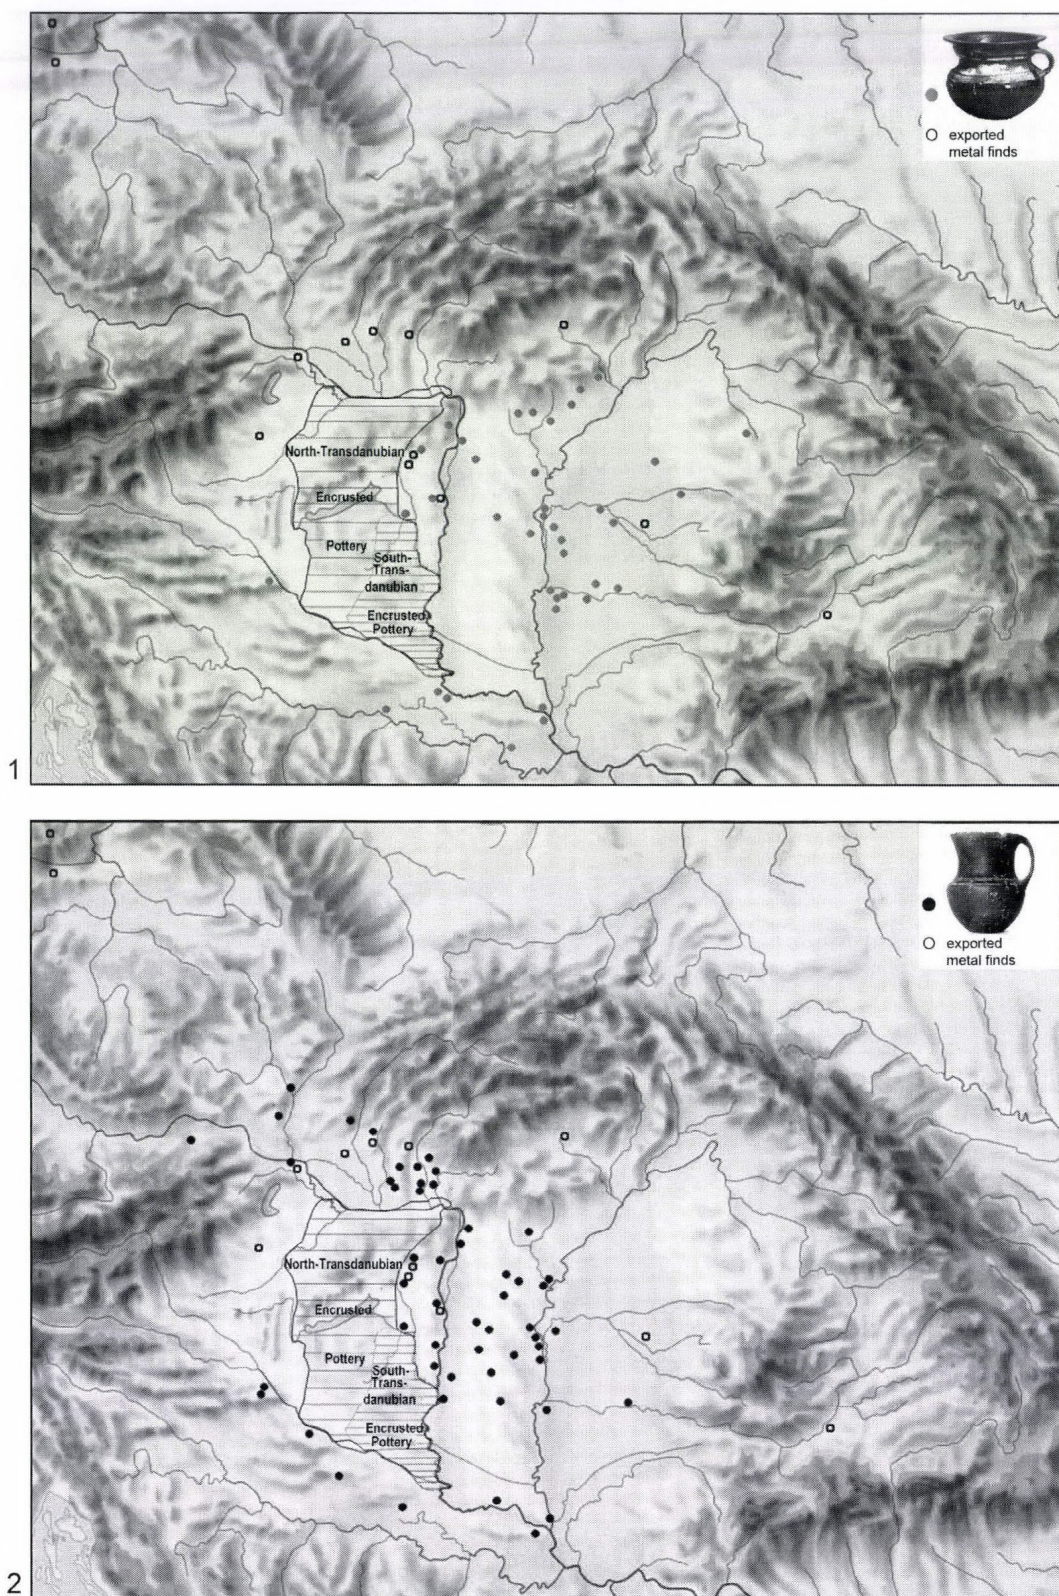 exported
metal finds
North-Transdanubian
Encrusted
Pottery
South-
Trans-
danubian
Encrusted
Pottery
1
exported
metal finds
North-Transdanubian
Encrusted
Pottery
South-
Trans-
danubian
Encrusted
Pottery
2